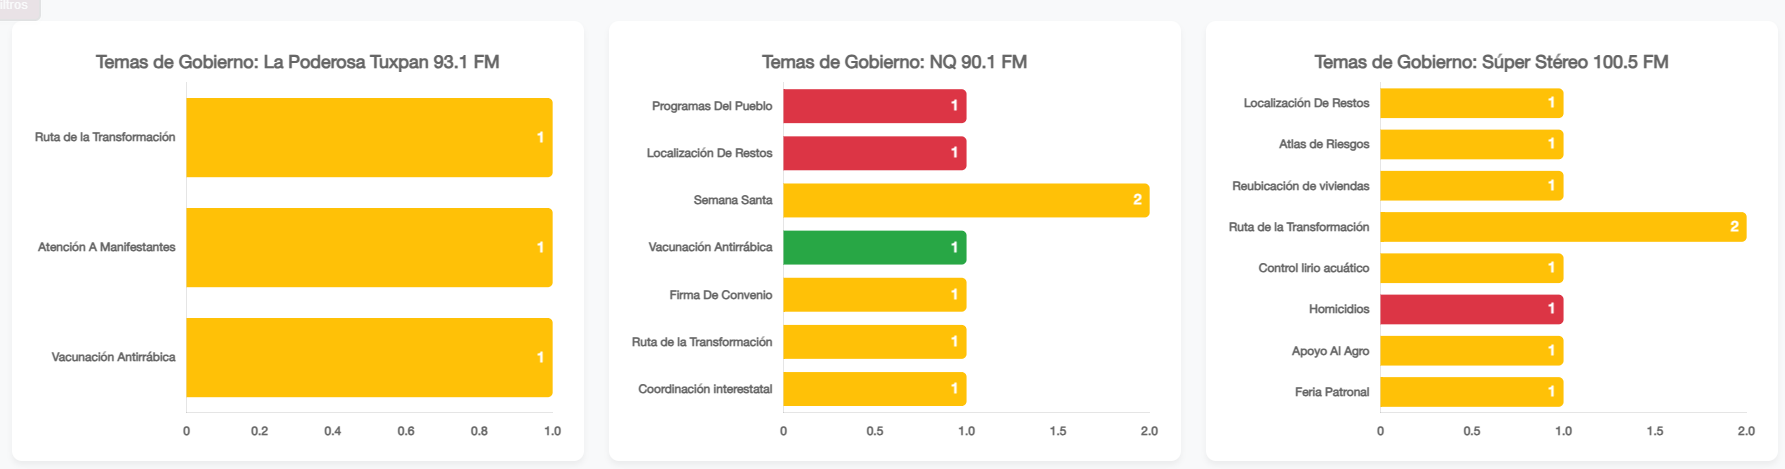 iltros
Temas de Gobierno: La Poderosa Tuxpan 93.1 FM
Ruta de la Transformación
1
Atención A Manifestantes
1
Vacunación Antirrábica
1
0 0.2 0.4 0.6 0.8 1.0
Temas de Gobierno: NQ 90.1 FM
Programas Del Pueblo
1
Localización De Restos
1
Semana Santa
2
Vacunación Antirrábica
1
Firma De Convenio
1
Ruta de la Transformación
1
Coordinación interestatal
1
0 0.5 1.0 1.5 2.0
Temas de Gobierno: Súper Stéreo 100.5 FM
Localización De Restos
1
Atlas de Riesgos
1
Reubicación de viviendas
1
Ruta de la Transformación
2
Control lirio acuático
1
Homicidios
1
Apoyo Al Agro
1
Feria Patronal
1
0 0.5 1.0 1.5 2.0